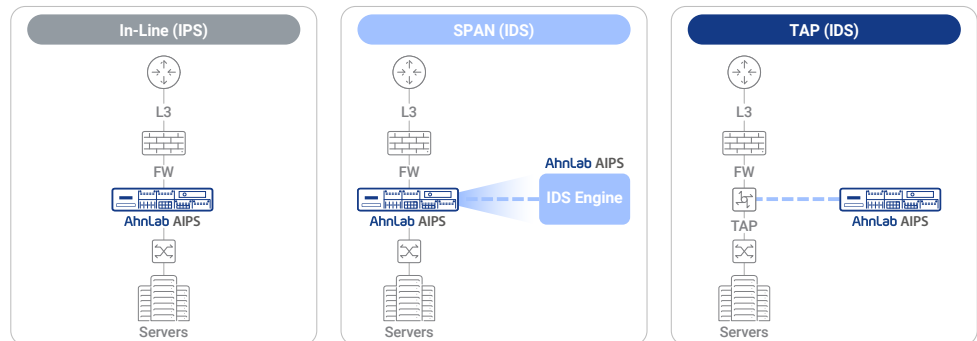 In-Line (IPS)
L3
FW
AhnLab AIPS
Servers
SPAN (IDS)
L3
FW
AhnLab AIPS
AhnLab AIPS
IDS Engine
Servers
TAP (IDS)
L3
FW
TAP
AhnLab AIPS
Servers